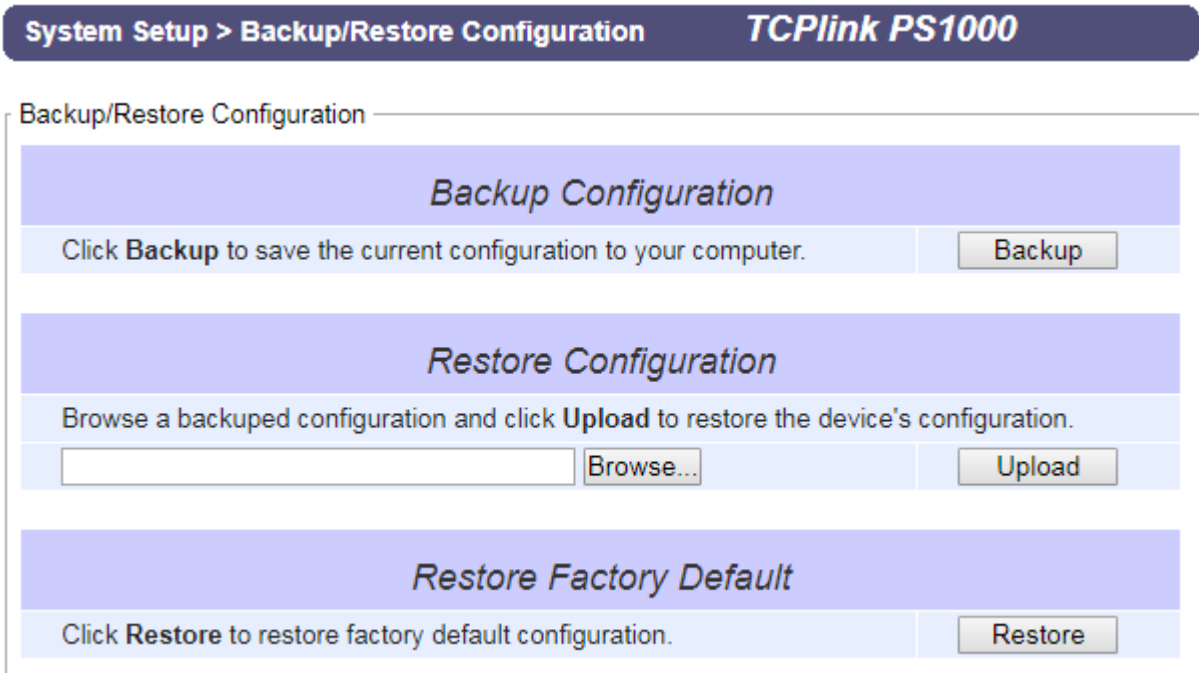 System Setup > Backup/Restore Configuration TCPlink PS1000
Backup/Restore Configuration
Backup Configuration
Click Backup to save the current configuration to your computer. Backup
Restore Configuration
Browse a backuped configuration and click Upload to restore the device's configuration.
Browse... Upload
Restore Factory Default
Click Restore to restore factory default configuration. Restore